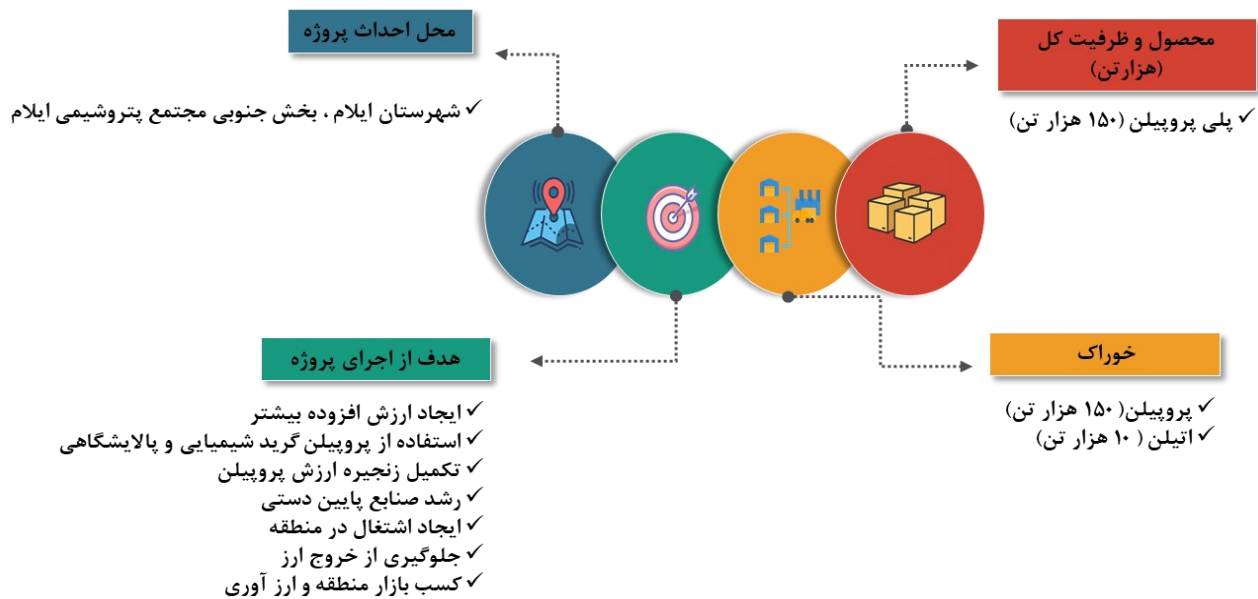 محصول و ظرفیت کل
(هزارتن)
✓ پلی پروپیلن (۱۵۰ هزار تن)
محل احداث پروژه
✓ شهرستان ایلام ، بخش جنوبی مجتمع پتروشیمی ایلام
خوراک
✓ پروپیلن( ۱۵۰ هزار تن)
✓ اتیلن ( ۱۰ هزار تن)
هدف از اجرای پروژه
✓ ایجاد ارزش افزوده بیشتر
✓ استفاده از پروپیلن گرید شیمیایی و پالایشگاهی
✓ تکمیل زنجیره ارزش پروپیلن
✓ رشد صنایع پایین دستی
✓ ایجاد اشتغال در منطقه
✓ جلوگیری از خروج ارز
✓ کسب بازار منطقه و ارز آوری